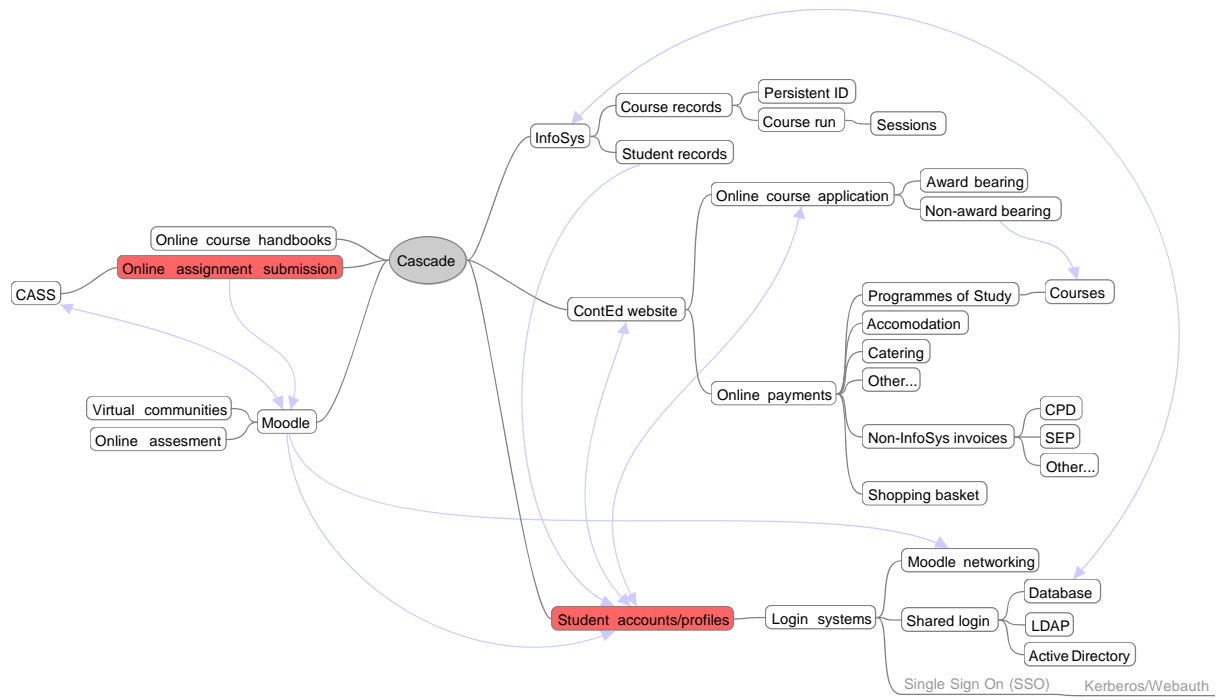 Persistent ID
Course records
Course run
Sessions
InfoSys
Student records
Online course application
Award bearing
Non-award bearing
Online course handbooks
Cascade
Online assignment submission
CASS
ContEd website
Programmes of Study
Courses
Accomodation
Catering
Other...
Online payments
Virtual communities
Moodle
Online assesment
CPD
Non-InfoSys invoices
SEP
Other...
Shopping basket
Moodle networking
Database
Student accounts/profiles
Login systems
Shared login
LDAP
Active Directory
Single Sign On (SSO)
Kerberos/Webauth